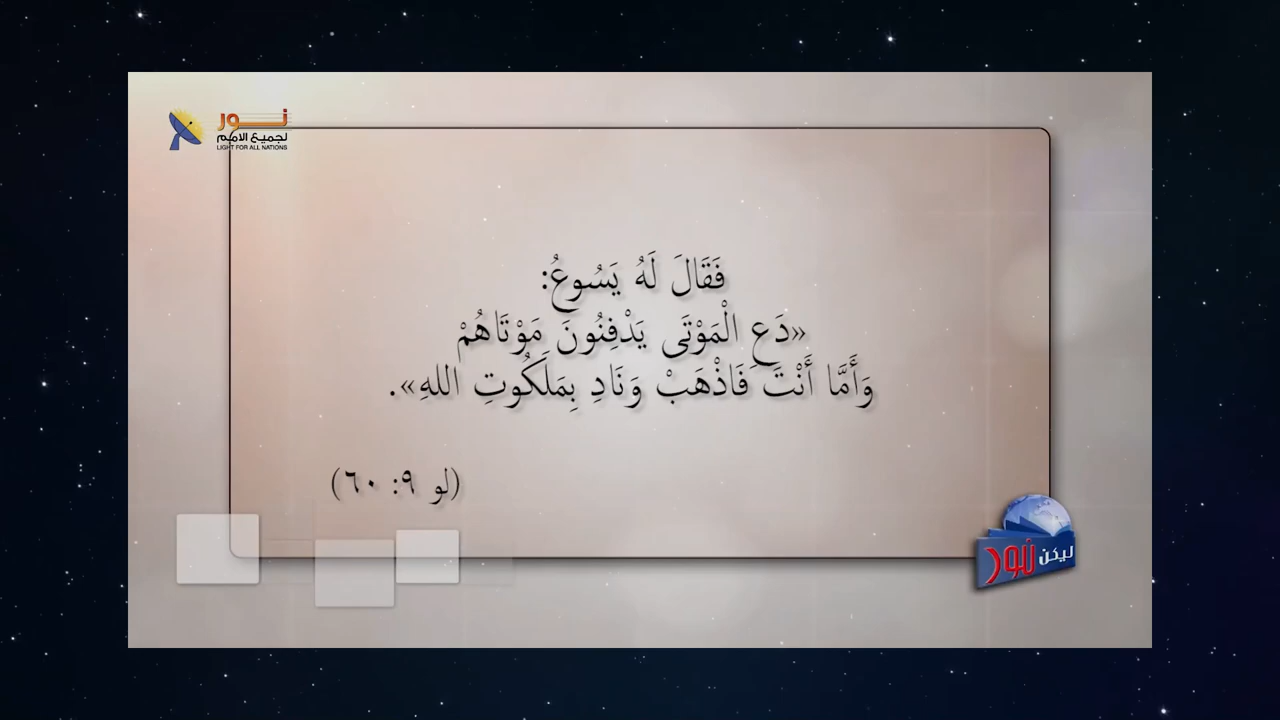 نور
لجميع الامم
LIGHT FOR ALL NATIONS
فَقَالَ لَهُ يَسُوعُ:
«دَعِ الْمَوْتَى يَدْفِنُونَ مَوْتَاهُمْ
وَأَمَّا أَنْتَ فَاذْهَبْ وَنَادِ بِمَلَكُوتِ اللهِ».
(لو ٩: ٦٠)
ليكن نور